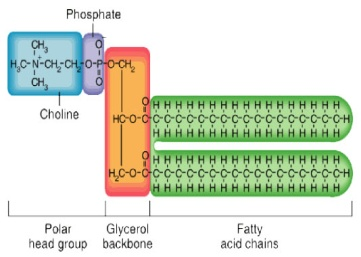 Phosphate
CH3
O
H3C-N+-CH2-CH2-O-P-O-CH2
CH3
O
Choline
O
HC-O-C
H2C-O-C
O
Polar
head group
Glycerol
backbone
Fatty
acid chains